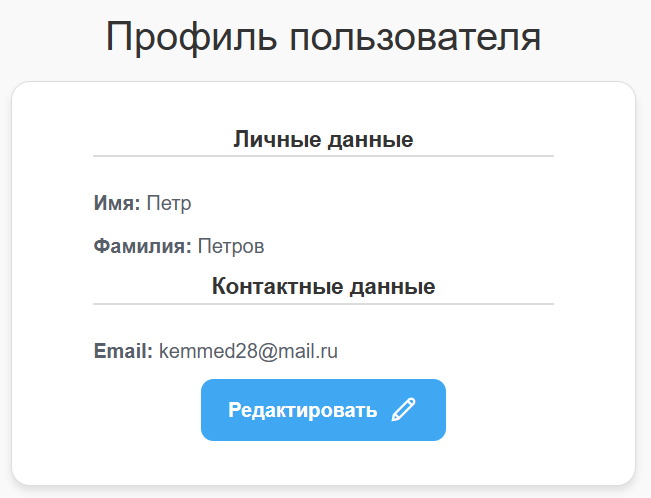 Профиль пользователя
Личные данные
Имя: Петр
Фамилия: Петров
Контактные данные
Email: kemmed28@mail.ru
Редактировать